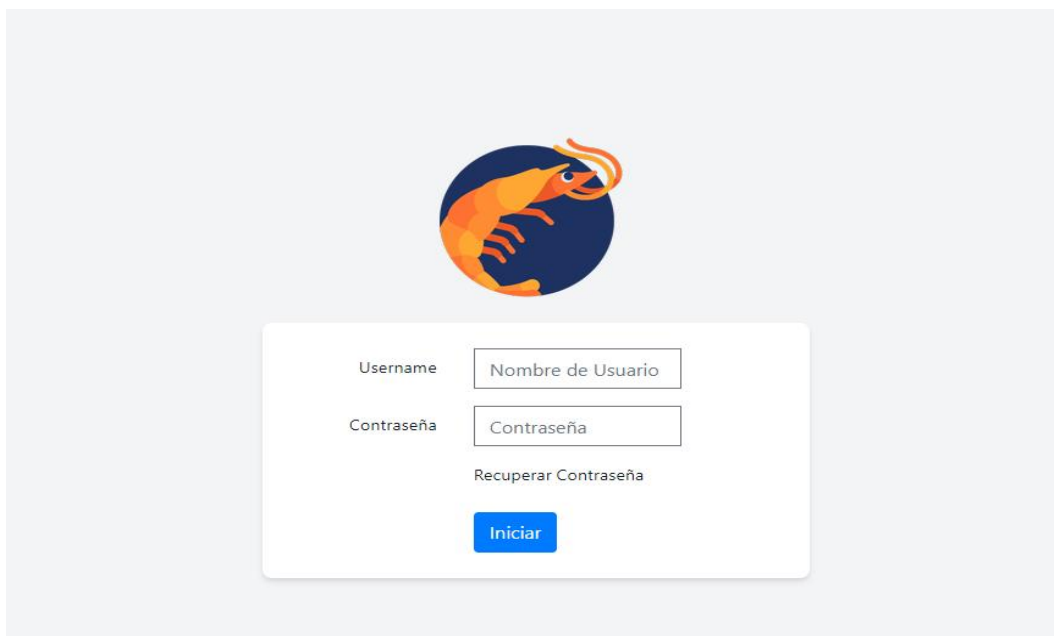 Username
Nombre de Usuario
Contraseña
Contraseña
Recuperar Contraseña
Iniciar